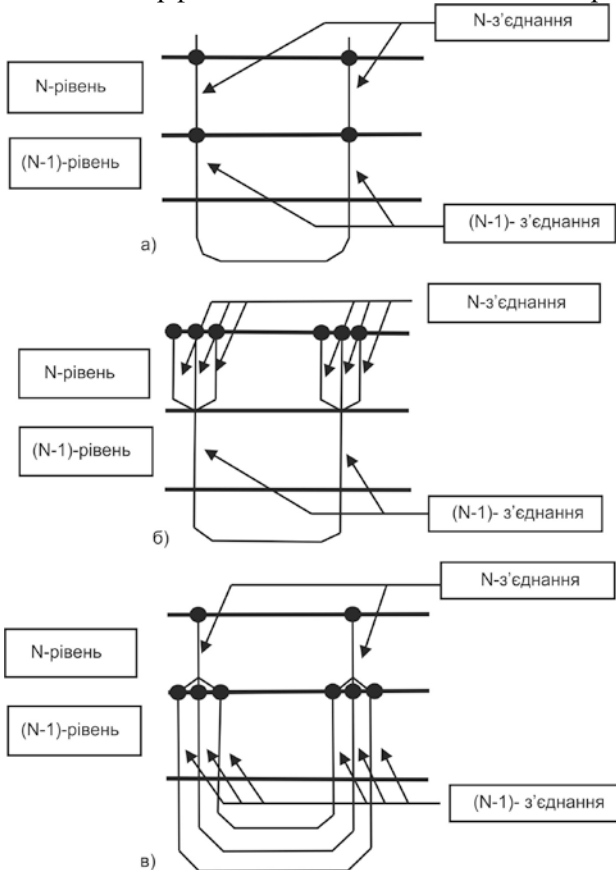 N-з'єднання
N-рівень
(N-1)-рівень
(N-1)- з'єднання
а)
N-з'єднання
N-рівень
(N-1)-рівень
(N-1)- з'єднання
б)
N-з'єднання
N-рівень
(N-1)-рівень
(N-1)- з'єднання
в)